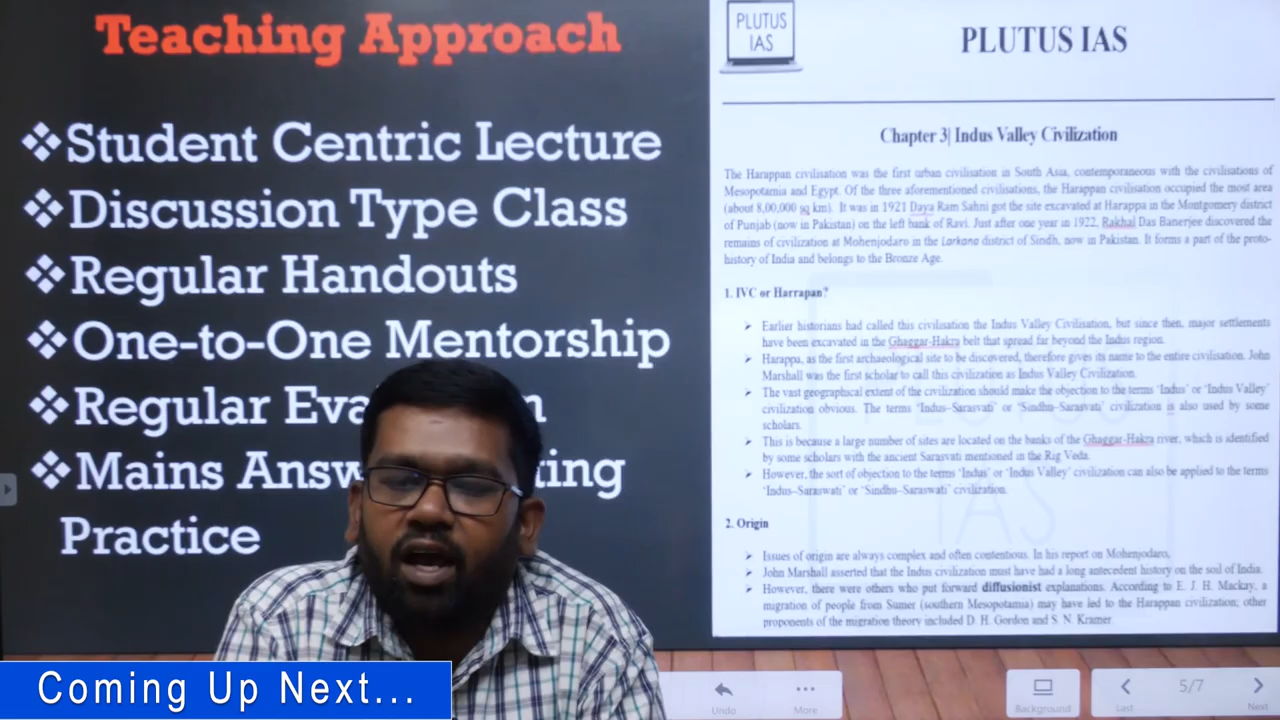 Teaching Approach
❖Student Centric Lecture
❖Discussion Type Class
❖Regular Handouts
❖One-to-One Mentorship
❖Regular Eva n
❖Mains Answ ting
Practice
PLUTUS
IAS
PLUTUS IAS
Chapter 3| Indus Valley Civilization
The Harappan civilisation was the first urban civilisation in South Asia, contemporaneous with the civilisations of
Mesopotamia and Egypt. Of the three aforementioned civilisations, the Harappan civilisation occupied the most area
(about 8,00,000 sq km). It was in 1921 Daya Ram Sahni got the site excavated at Harappa in the Montgomery district
of Punjab (now in Pakistan) on the left bank of Ravi. Just after one year in 1922, Rakhal Das Banerjee discovered the
remains of civilization at Mohenjodaro in the Larkana district of Sindh, now in Pakistan. It forms a part of the proto-
history of India and belongs to the Bronze Age.
1. IVC or Harrapan?
➤ Earlier historians had called this civilisation the Indus Valley Civilisation, but since then, major settlements
have been excavated in the Ghaggar-Hakra belt that spread far beyond the Indus region.
➤ Harappa, as the first archaeological site to be discovered, therefore gives its name to the entire civilisation. John
Marshall was the first scholar to call this civilization as Indus Valley Civilization.
➤ The vast geographical extent of the civilization should make the objection to the terms 'Indus' or 'Indus Valley'
civilization obvious. The terms 'Indus–Sarasvati' or 'Sindhu–Sarasvati' civilization is also used by some
scholars.
➤ This is because a large number of sites are located on the banks of the Ghaggar-Hakra river, which is identified
by some scholars with the ancient Sarasvati mentioned in the Rig Veda.
➤ However, the sort of objection to the terms 'Indus' or 'Indus Valley' civilization can also be applied to the terms
'Indus–Saraswati' or 'Sindhu–Saraswati' civilization.
2. Origin
➤ Issues of origin are always complex and often contentious. In his report on Mohenjodaro,
➤ John Marshall asserted that the Indus civilization must have had a long antecedent history on the soil of India.
➤ However, there were others who put forward diffusionist explanations. According to E. J. H. Mackay, a
migration of people from Sumer (southern Mesopotamia) may have led to the Harappan civilization; other
proponents of the migration theory included D. H. Gordon and S. N. Kramer.
IAS
Coming Up Next...
Undo
More
Background
Last
5/7
Next